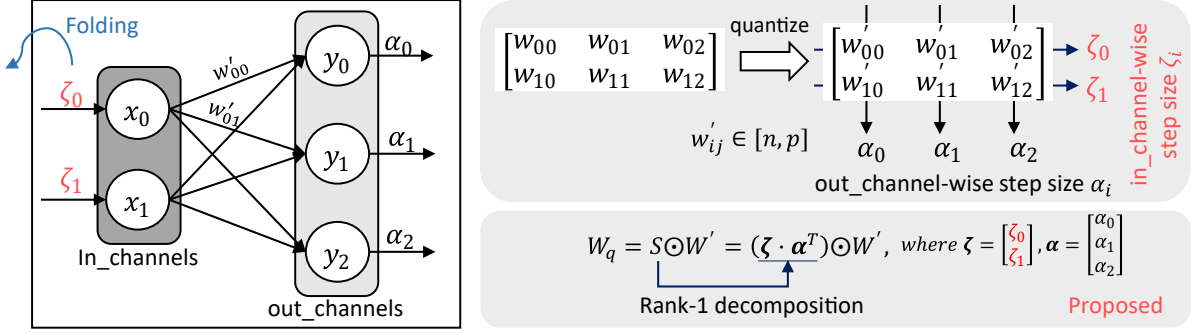 Folding
ζ₀
ζ₁
x₀
x₁
In_channels
w′₀₀
w′₀₁
y₀
y₁
y₂
α₀
α₁
α₂
out_channels
[w₀₀ w₀₁ w₀₂
w₁₀ w₁₁ w₁₂]
quantize
[w′₀₀ w′₀₁ w′₀₂
w′₁₀ w′₁₁ w′₁₂]
ζ₀
ζ₁
in_channel-wise
step size ζᵢ
w′ᵢⱼ ∈ [n, p]
α₀ α₁ α₂
out_channel-wise step size αᵢ
W_q = S⊙W′ = (ζ · α^T)⊙W′, where ζ = [ζ₀ ζ₁], α = [α₀ α₁ α₂]
Rank-1 decomposition
Proposed